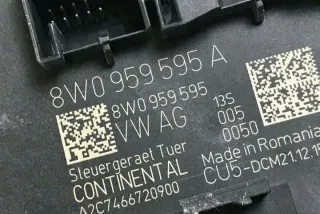 8W0 959 595 A
8W0 959 595
VW AG
13S
005
0050
Steuergeraet Tuer
CONTINENTAL
A2C7466720900
Made in Romania
CU5-DCM21.12.15